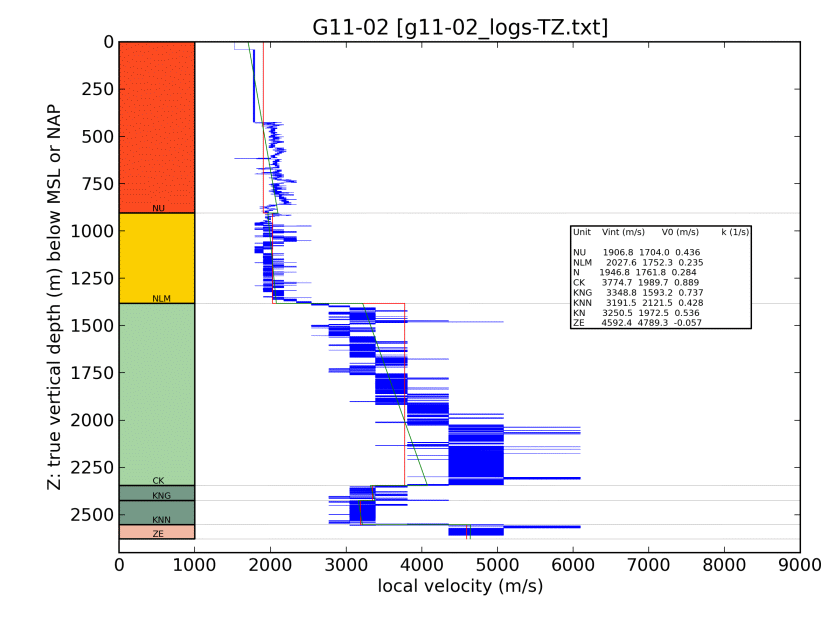 G11-02 [g11-02_logs-TZ.txt]
Z: true vertical depth (m) below MSL or NAP
0
250
500
750
1000
1250
1500
1750
2000
2250
2500
NU
NLM
CK
KNG
KNN
ZE
Unit Vint (m/s) V0 (m/s) k (1/s)
NU 1906.8 1704.0 0.436
NLM 2027.6 1752.3 0.235
N 1946.8 1761.8 0.284
CK 3774.7 1989.7 0.889
KNG 3348.8 1593.2 0.737
KNN 3191.5 2121.5 0.428
KN 3250.5 1972.5 0.536
ZE 4592.4 4789.3 -0.057
0 1000 2000 3000 4000 5000 6000 7000 8000 9000
local velocity (m/s)